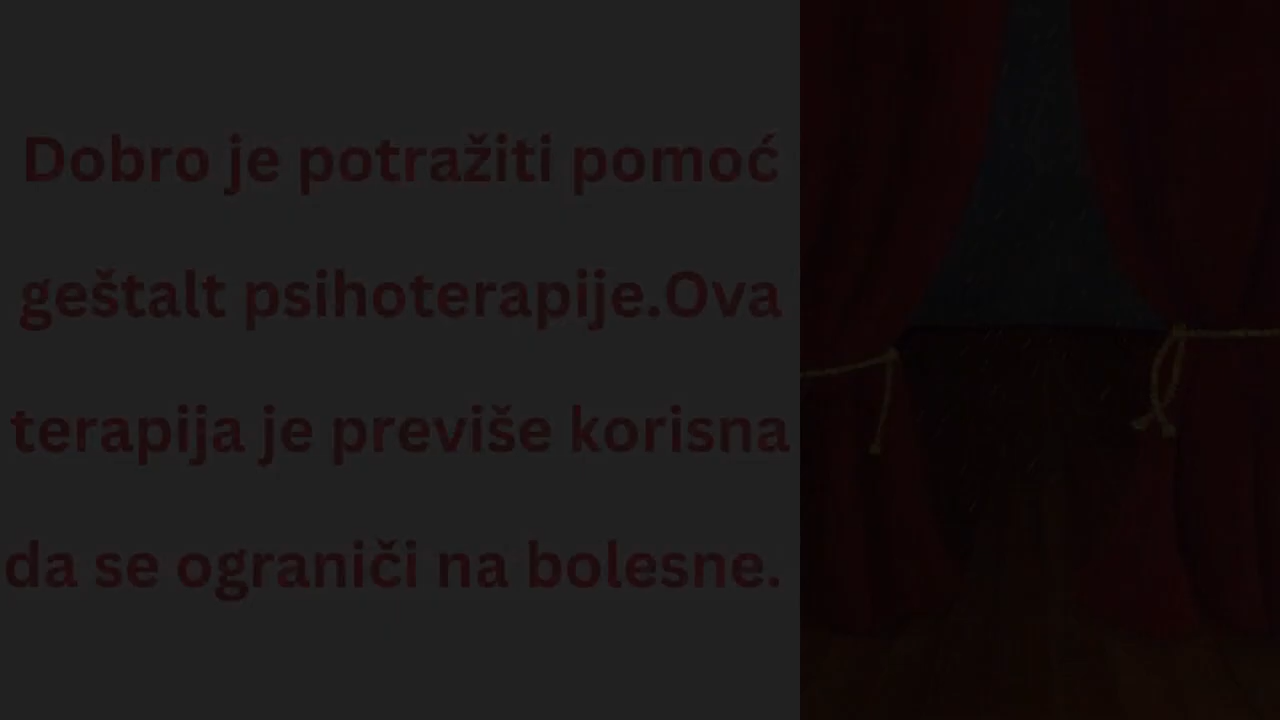 Dobro je potražiti pomoć
geštalt psihoterapije.Ova
terapija je previše korisna
da se ograniči na bolesne.